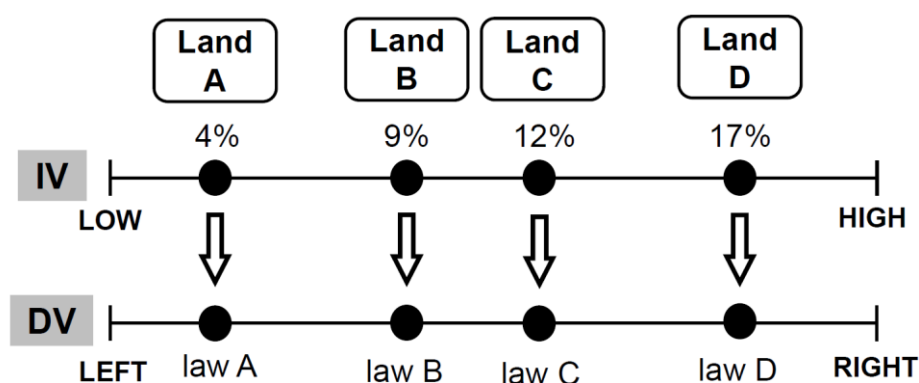 Land A
Land B
Land C
Land D
4% 9% 12% 17%
IV
LOW HIGH
DV
LEFT law A law B law C law D RIGHT